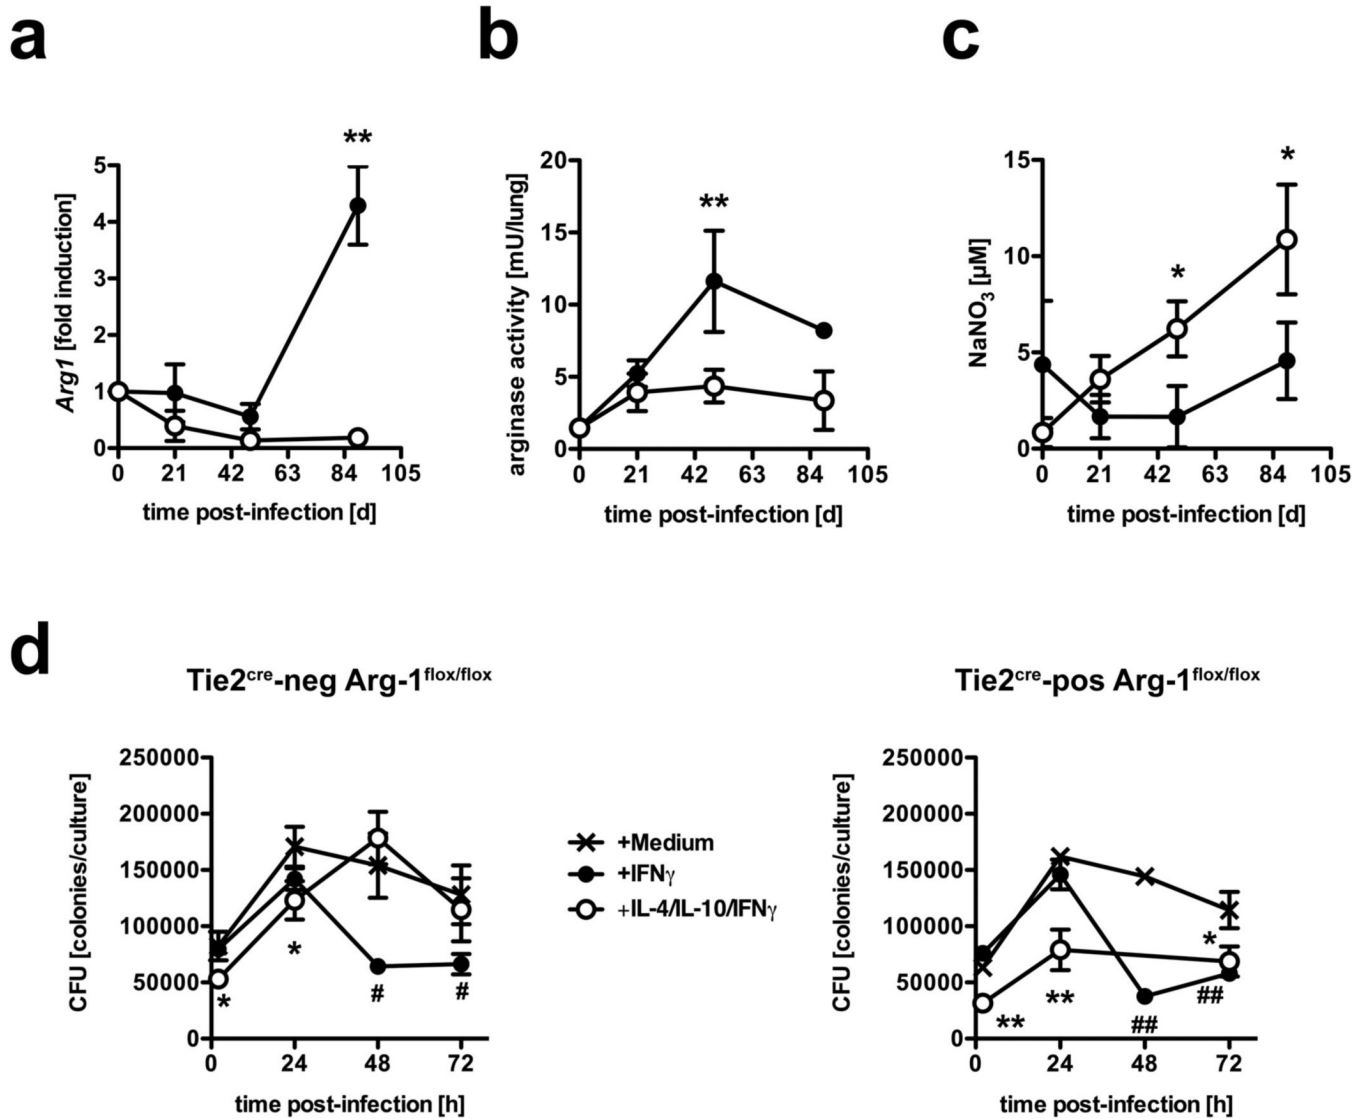 a
b
c
**
5
4
3
2
1
0
Arg1 [fold induction]
0 21 42 63 84 105
time post-infection [d]
**
20
15
10
5
0
arginase activity [mU/lung]
0 21 42 63 84 105
time post-infection [d]
*
*
15
10
5
0
NaNO₃ [µM]
0 21 42 63 84 105
time post-infection [d]
d
Tie2ᶜʳᵉ-neg Arg-1ᶠˡᵒˣ/ᶠˡᵒˣ
250000
200000
150000
100000
50000
0
CFU [colonies/culture]
*
*
#
#
0 24 48 72
time post-infection [h]
+Medium
+IFNγ
+IL-4/IL-10/IFNγ
Tie2ᶜʳᵉ-pos Arg-1ᶠˡᵒˣ/ᶠˡᵒˣ
250000
200000
150000
100000
50000
0
CFU [colonies/culture]
*
**
**
##
##
0 24 48 72
time post-infection [h]